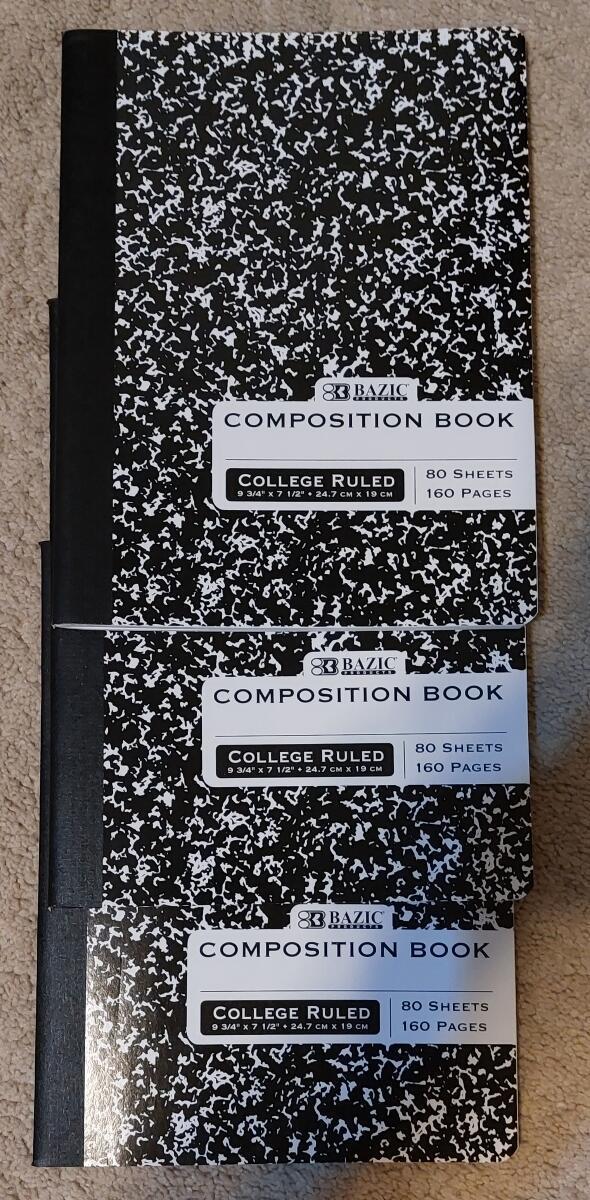 BAZIC
PRODUCTS
COMPOSITION BOOK
COLLEGE RULED
9 3/4" X 7 1/2" • 24.7 CM X 19 CM
80 SHEETS
160 PAGES
BAZIC
PRODUCTS
COMPOSITION BOOK
COLLEGE RULED
9 3/4" X 7 1/2" • 24.7 CM X 19 CM
80 SHEETS
160 PAGES
BAZIC
PRODUCTS
COMPOSITION BOOK
COLLEGE RULED
9 3/4" X 7 1/2" • 24.7 CM X 19 CM
80 SHEETS
160 PAGES